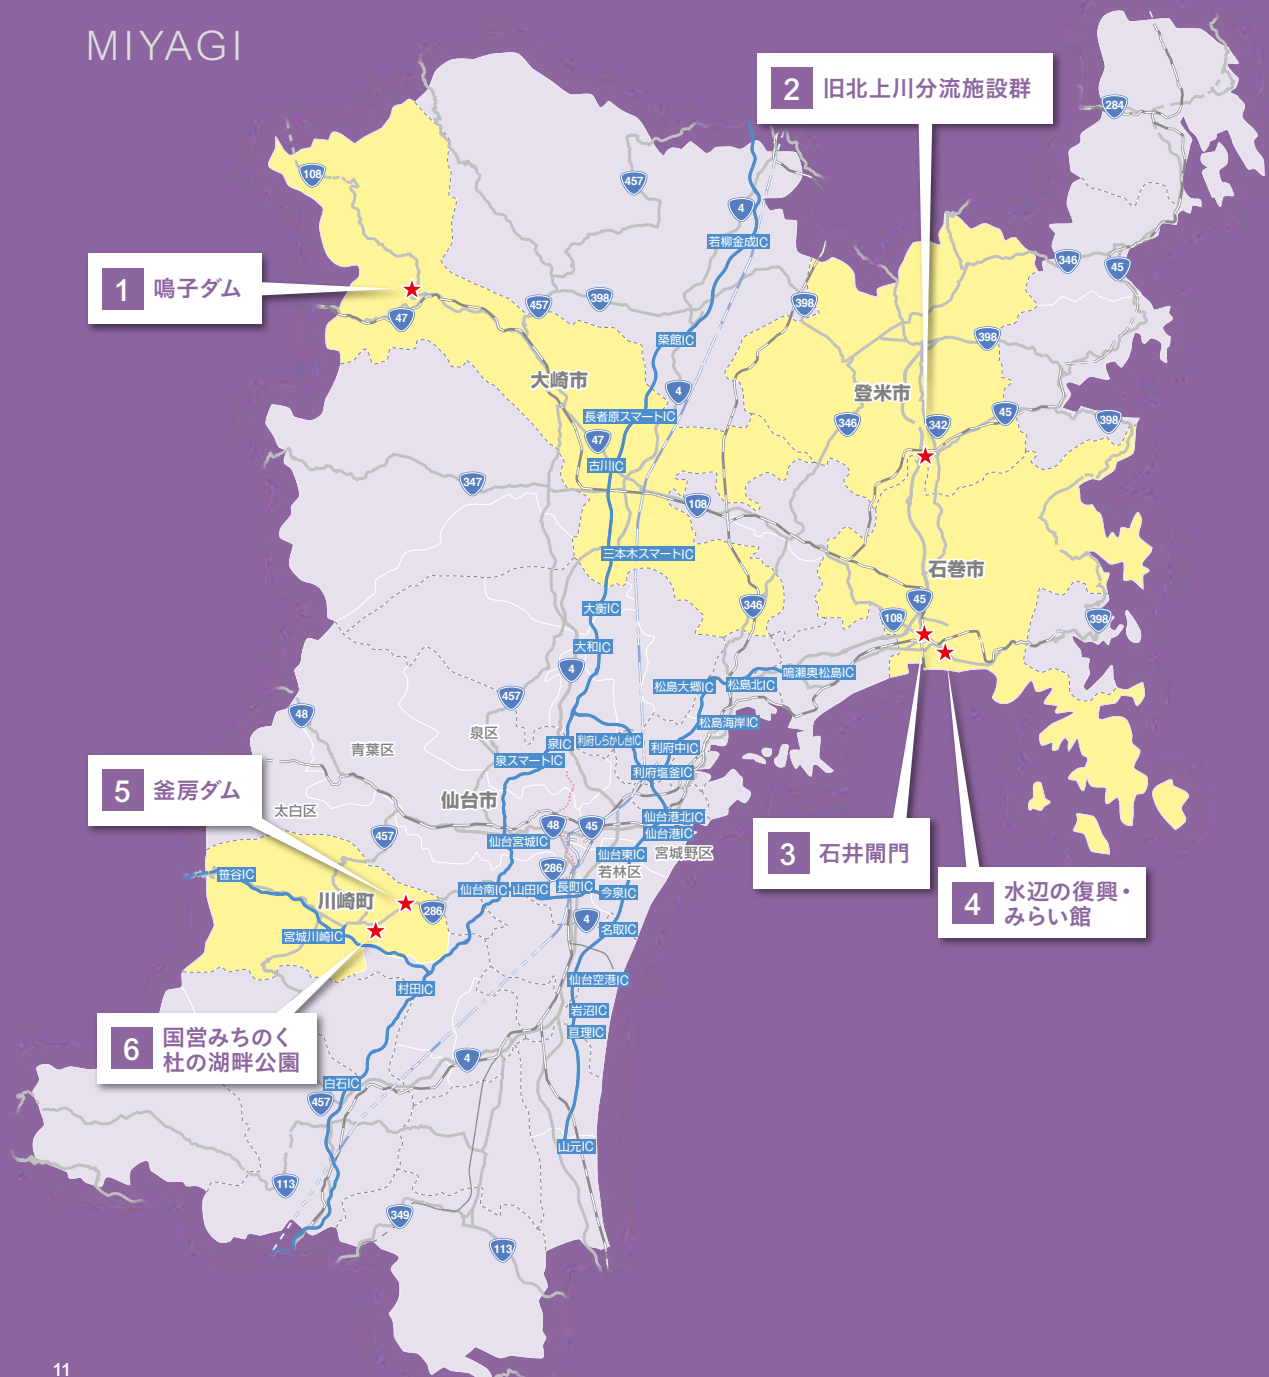 MIYAGI
2 旧北上川分流施設群
284
108
457
4
若柳金成IC
346
45
1 鳴子ダム
47
457
398
398
築館IC
398
大崎市
4
登米市
長者原スマートIC
346
342
45
398
47
古川IC
347
108
三本木スマートIC
石巻市
大衡IC
346
45
108
398
大和IC
4
鳴瀬奥松島IC
松島大郷IC
松島北IC
457
48
松島海岸IC
泉区
青葉区
泉IC
利府しらかし台IC
利府中IC
泉スマートIC
利府塩釜IC
5 釜房ダム
仙台市
太白区
仙台港北IC
457
48
45
仙台港IC
仙台宮城IC
仙台東IC
宮城野区
3 石井閘門
286
若林区
笹谷IC
川崎町
仙台南IC
山田IC
長町IC
今泉IC
4 水辺の復興・
みらい館
286
4
宮城川崎IC
名取IC
村田IC
仙台空港IC
岩沼IC
亘理IC
6 国営みちのく
杜の湖畔公園
4
白石IC
457
山元IC
113
349
113
11